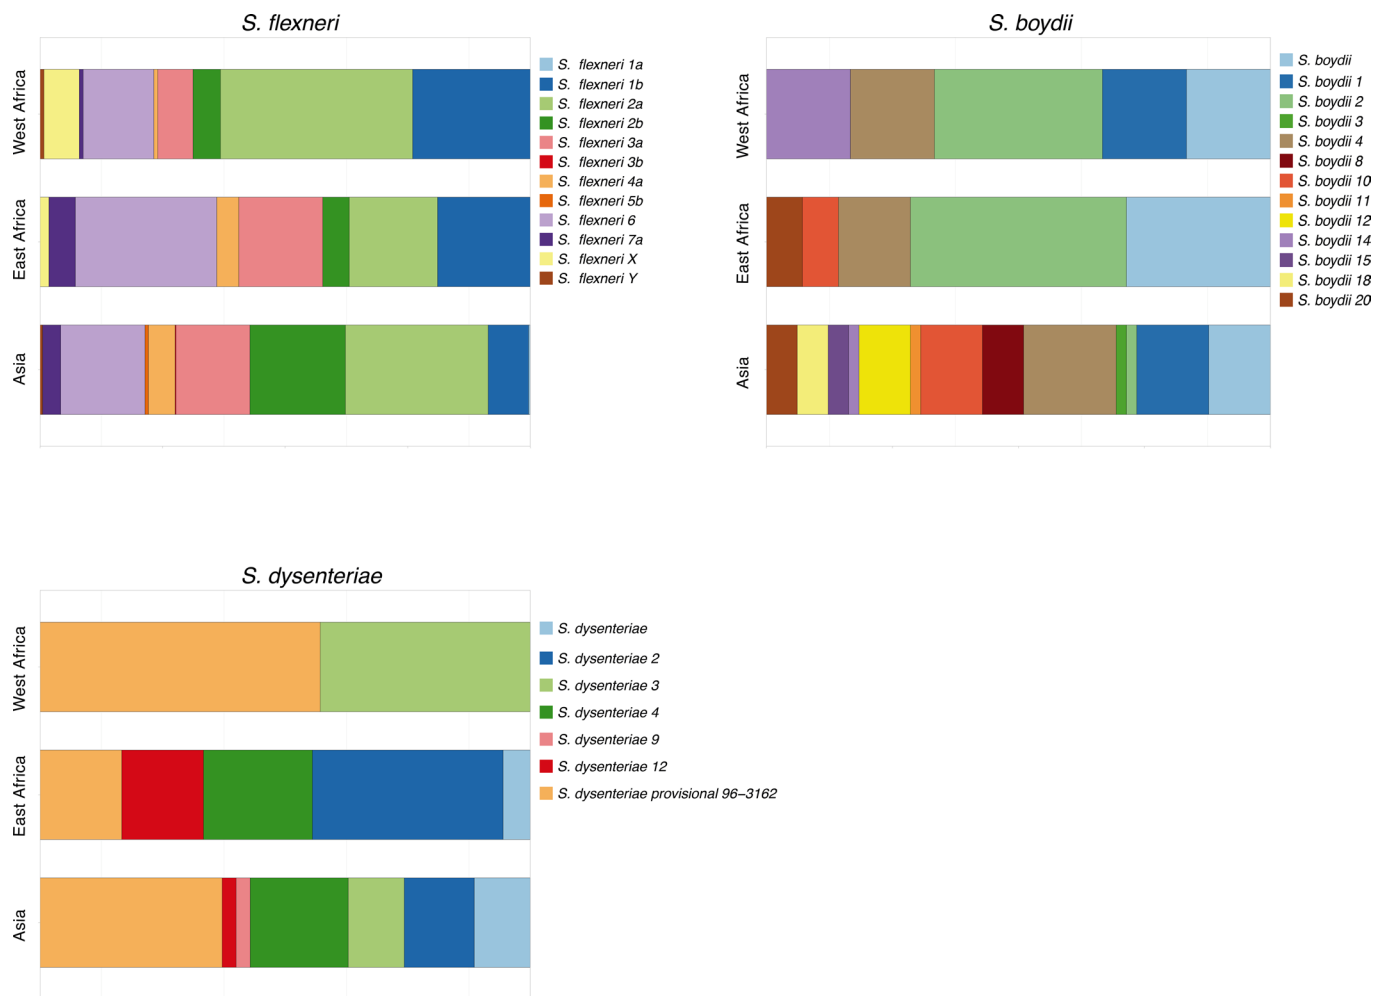 S. flexneri
West Africa
East Africa
Asia
S. flexneri 1a
S. flexneri 1b
S. flexneri 2a
S. flexneri 2b
S. flexneri 3a
S. flexneri 3b
S. flexneri 4a
S. flexneri 5b
S. flexneri 6
S. flexneri 7a
S. flexneri X
S. flexneri Y
S. boydii
West Africa
East Africa
Asia
S. boydii
S. boydii 1
S. boydii 2
S. boydii 3
S. boydii 4
S. boydii 8
S. boydii 10
S. boydii 11
S. boydii 12
S. boydii 14
S. boydii 15
S. boydii 18
S. boydii 20
S. dysenteriae
West Africa
East Africa
Asia
S. dysenteriae
S. dysenteriae 2
S. dysenteriae 3
S. dysenteriae 4
S. dysenteriae 9
S. dysenteriae 12
S. dysenteriae provisional 96−3162